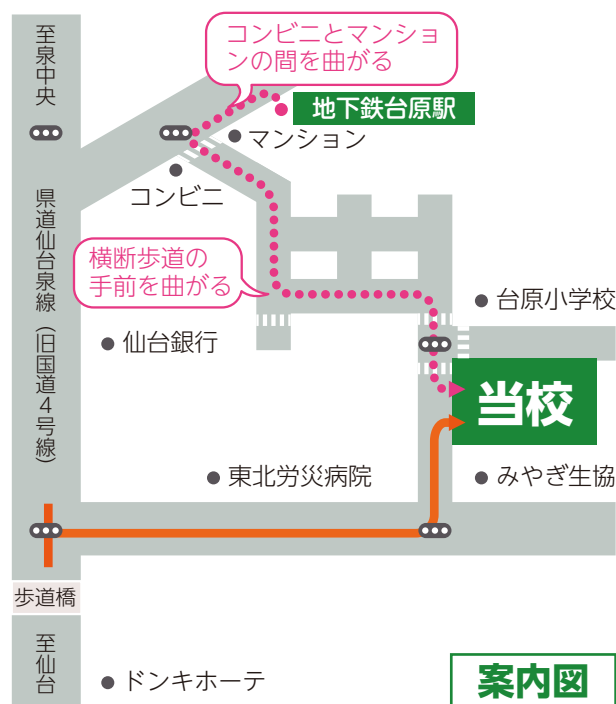 至泉中央
コンビニとマンショ
ンの間を曲がる
地下鉄台原駅
マンション
コンビニ
県道仙台泉線（旧国道4号線）
横断歩道の
手前を曲がる
台原小学校
仙台銀行
当校
東北労災病院
みやぎ生協
歩道橋
至仙台
ドンキホーテ
案内図